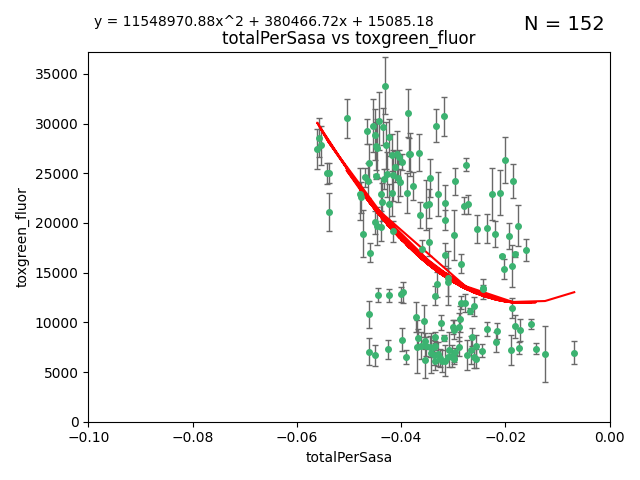 y = 11548970.88x^2 + 380466.72x + 15085.18
N = 152
totalPerSasa vs toxgreen_fluor
35000
30000
25000
20000
15000
10000
5000
0
toxgreen_fluor
−0.10 −0.08 −0.06 −0.04 −0.02 0.00
totalPerSasa